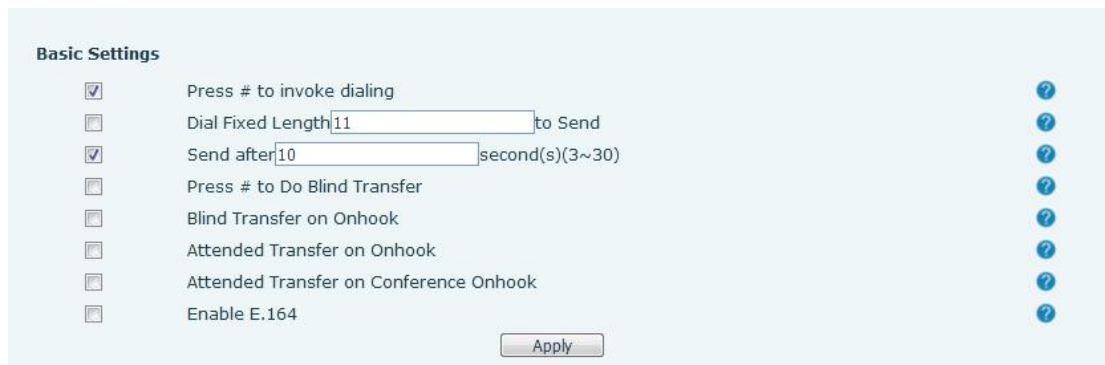 Basic Settings
Press # to invoke dialing ?
Dial Fixed Length 11 to Send ?
Send after 10 second(s)(3~30) ?
Press # to Do Blind Transfer ?
Blind Transfer on Onhook ?
Attended Transfer on Onhook ?
Attended Transfer on Conference Onhook ?
Enable E.164 ?
Apply